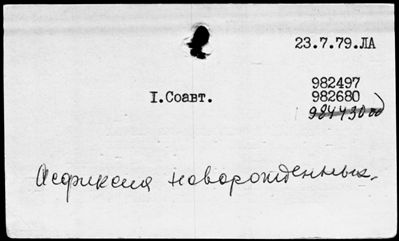 23.7.79.ЛА
982497
I.Соавт.
982680
Асфиксия новорожденных.